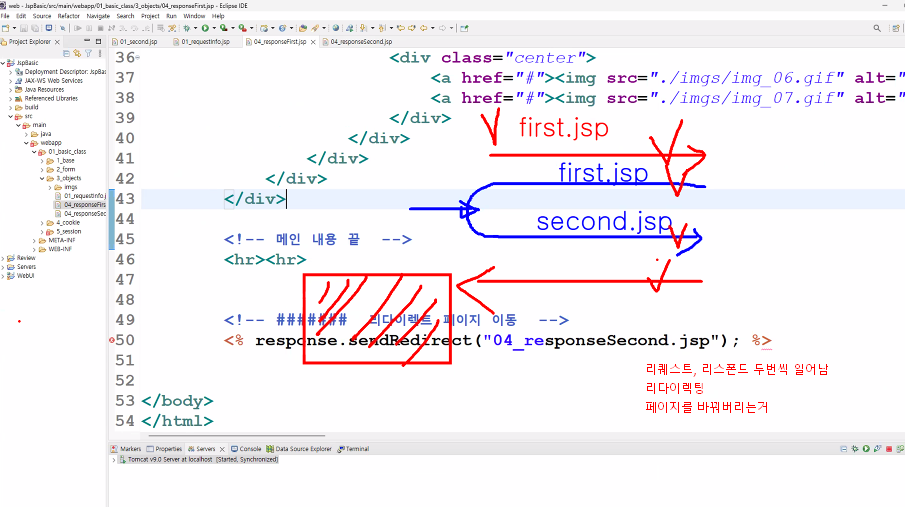 web - JspBasic/src/main/webapp/01_basic_class/3_objects/04_responseFirst.jsp - Eclipse IDE
File Edit Source Refactor Navigate Search Project Run Window Help
Project Explorer
01_second.jsp
01_requestInfo.jsp
04_responseFirst.jsp
04_responseSecond.jsp
JspBasic
Deployment Descriptor: JspBas
JAX-WS Web Services
Java Resources
Referenced Libraries
build
src
main
java
webapp
01_basic_class
1_base
2_form
3_objects
imgs
01_requestInfo.j
04_responseFirs
04_responseSec
4_cookie
5_session
META-INF
WEB-INF
Review
Servers
WebUI
36 <div class="center">
37 <a href="#"><img src="./imgs/img_06.gif" alt="
38 <a href="#"><img src="./imgs/img_07.gif" alt="
39 </div>
40 </div>
41 </div>
42 </div>
43 </div>
44
45 <!-- 메인 내용 끝 -->
46 <hr><hr>
47
48
49 <!-- ####### 리다이렉트 페이지 이동 -->
50 <% response.sendRedirect("04_responseSecond.jsp"); %>
51
52
53 </body>
54 </html>
first.jsp
first.jsp
second.jsp
리퀘스트, 리스폰드 두번씩 일어남
리다이렉팅
페이지를 바꿔버리는거
Markers Properties Servers Console Data Source Explorer Terminal
Tomcat v9.0 Server at localhost [Started, Synchronized]